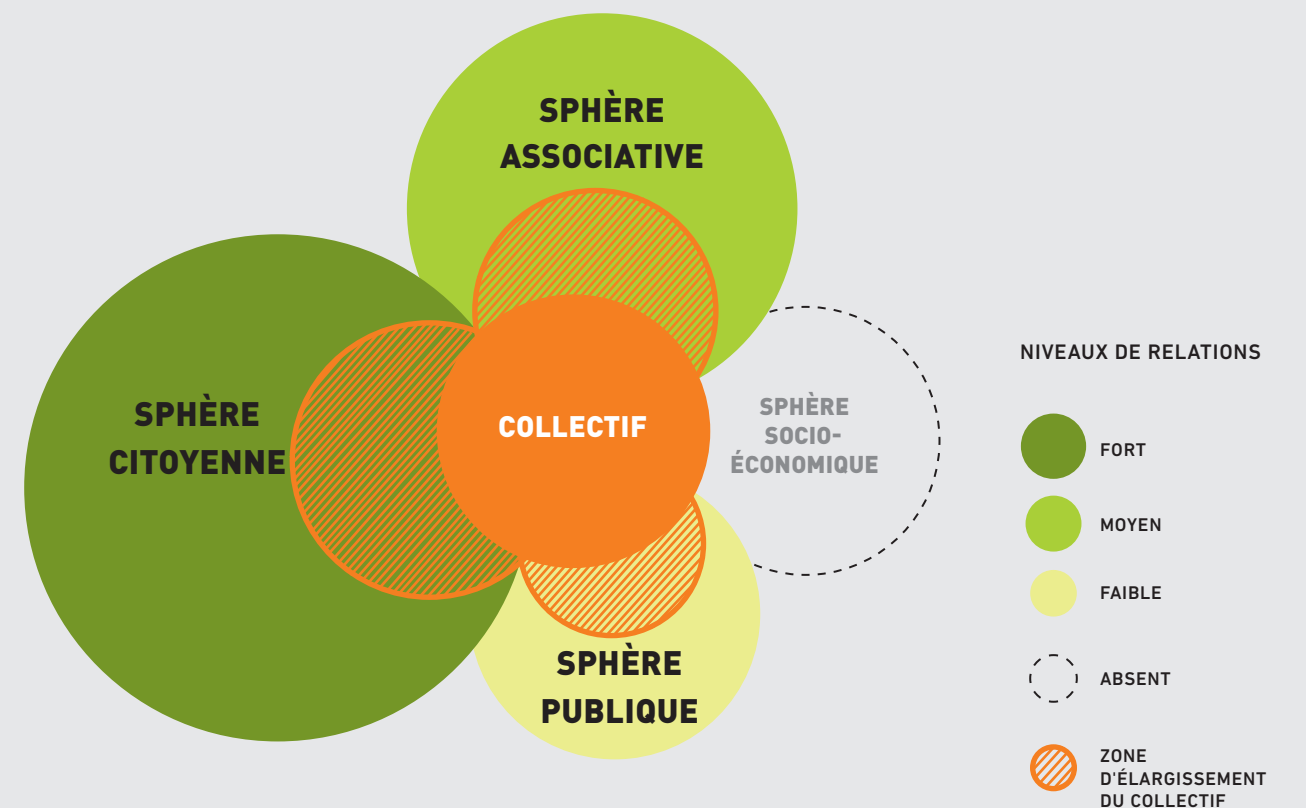 SPHÈRE
ASSOCIATIVE
SPHÈRE
CITOYENNE
COLLECTIF
SPHÈRE
SOCIO-
ÉCONOMIQUE
SPHÈRE
PUBLIQUE
NIVEAUX DE RELATIONS
FORT
MOYEN
FAIBLE
ABSENT
ZONE
D'ÉLARGISSEMENT
DU COLLECTIF